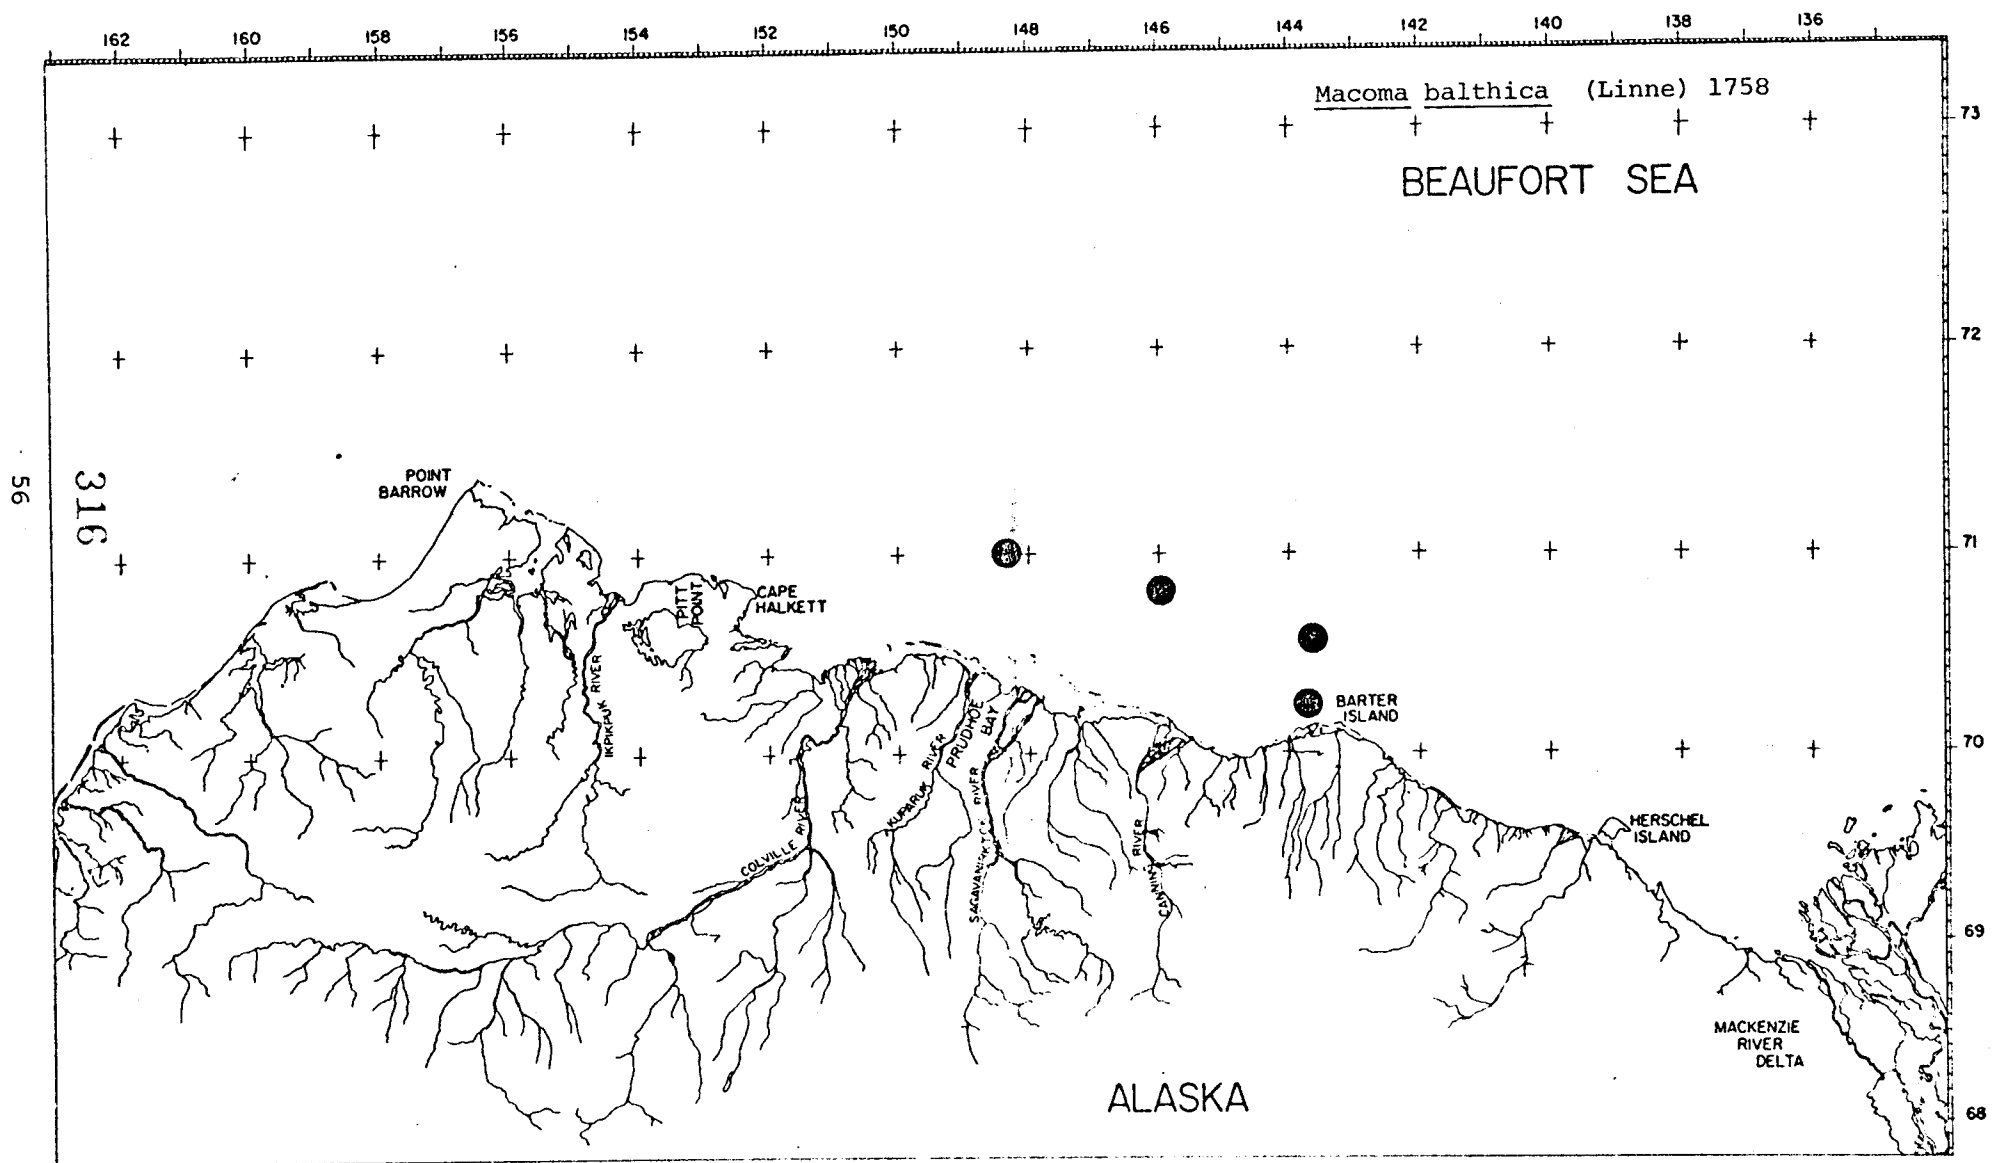 162 160 158 156 154 152 150 148 146 144 142 140 138 136
Macoma balthica (Linne) 1758
73
BEAUFORT SEA
72
POINT
BARROW
56
316
71
PITT
POINT
CAPE
HALKETT
IKPIKPUK RIVER
BARTER
ISLAND
PRUDHOE
BAY
70
KUPARUK RIVER
COLVILLE RIVER
SAGAVANIRKTOK RIVER
CANNING RIVER
HERSCHEL
ISLAND
69
MACKENZIE
RIVER
DELTA
ALASKA
68